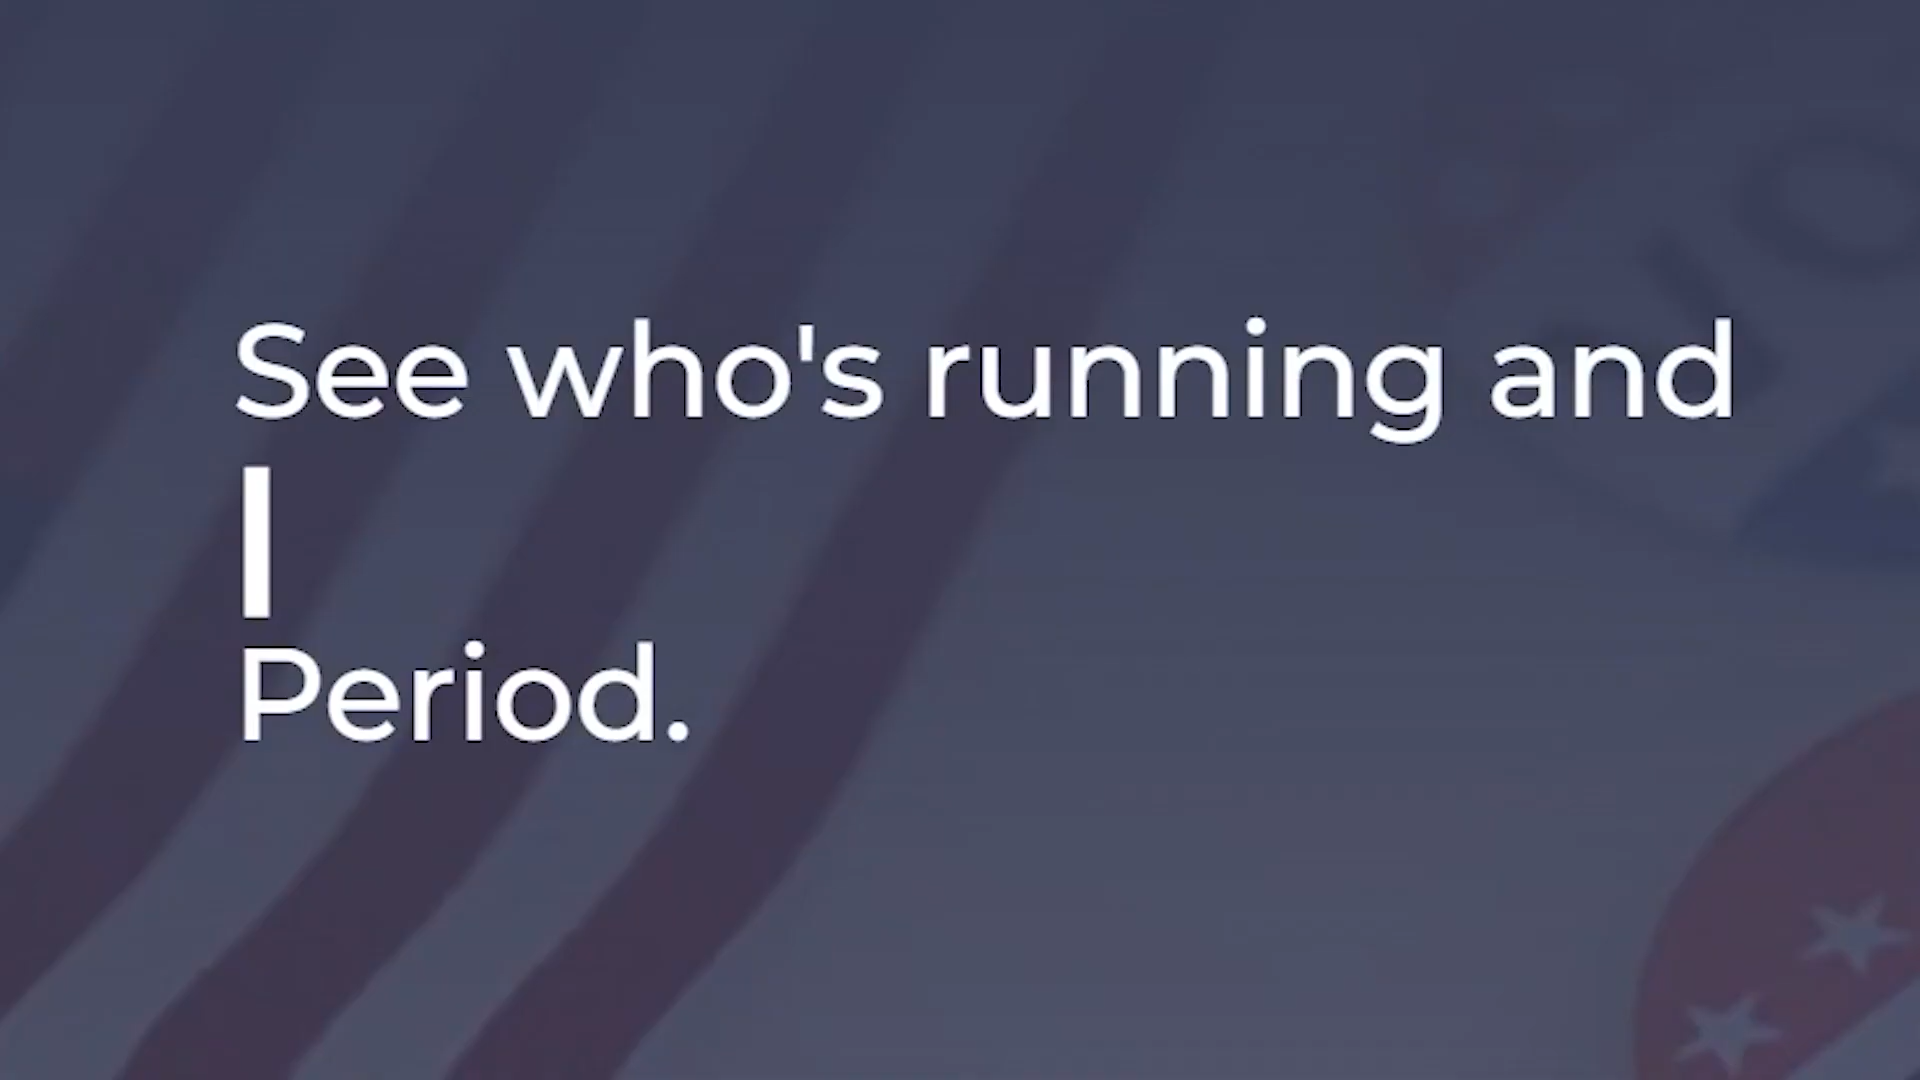 See who's running and
|
Period.